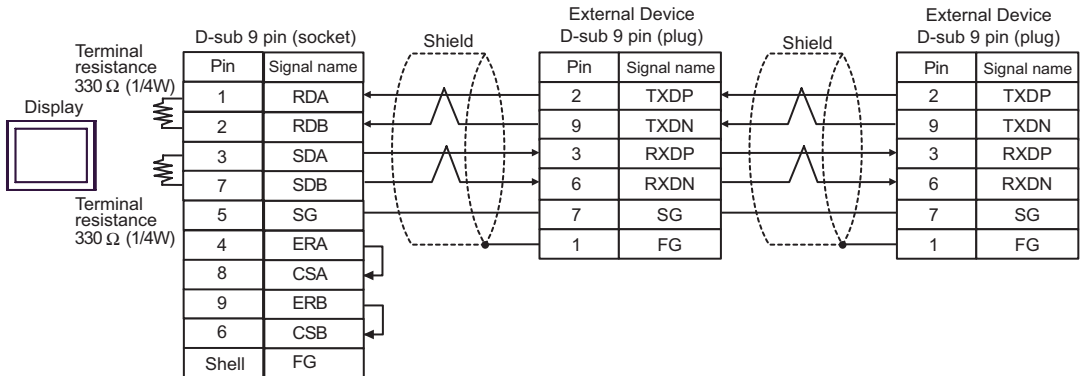 Display
Terminal
resistance
330 Ω (1/4W)
Terminal
resistance
330 Ω (1/4W)
D-sub 9 pin (socket)
Pin Signal name
1 RDA
2 RDB
3 SDA
7 SDB
5 SG
4 ERA
8 CSA
9 ERB
6 CSB
Shell FG
Shield
External Device
D-sub 9 pin (plug)
Pin Signal name
2 TXDP
9 TXDN
3 RXDP
6 RXDN
7 SG
1 FG
Shield
External Device
D-sub 9 pin (plug)
Pin Signal name
2 TXDP
9 TXDN
3 RXDP
6 RXDN
7 SG
1 FG